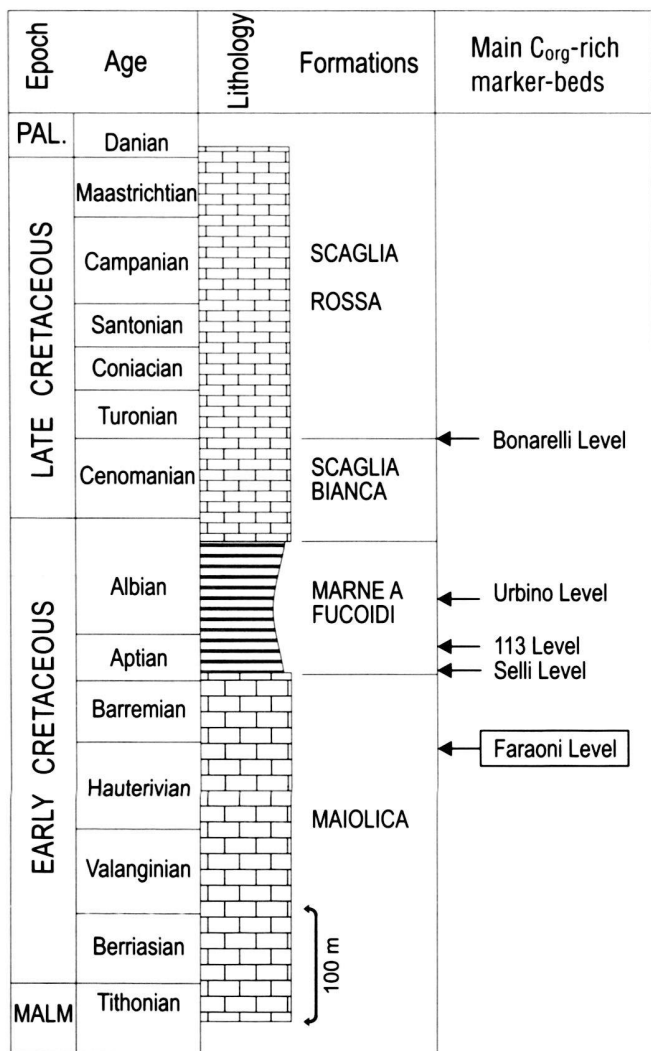 Epoch
Age
Lithology
Formations
Main Corg-rich
marker-beds
PAL.
LATE CRETACEOUS
EARLY CRETACEOUS
MALM
Danian
Maastrichtian
Campanian
Santonian
Coniacian
Turonian
Cenomanian
Albian
Aptian
Barremian
Hauterivian
Valanginian
Berriasian
Tithonian
SCAGLIA
ROSSA
SCAGLIA
BIANCA
MARNE A
FUCOIDI
MAIOLICA
100 m
Bonarelli Level
Urbino Level
113 Level
Selli Level
Faraoni Level